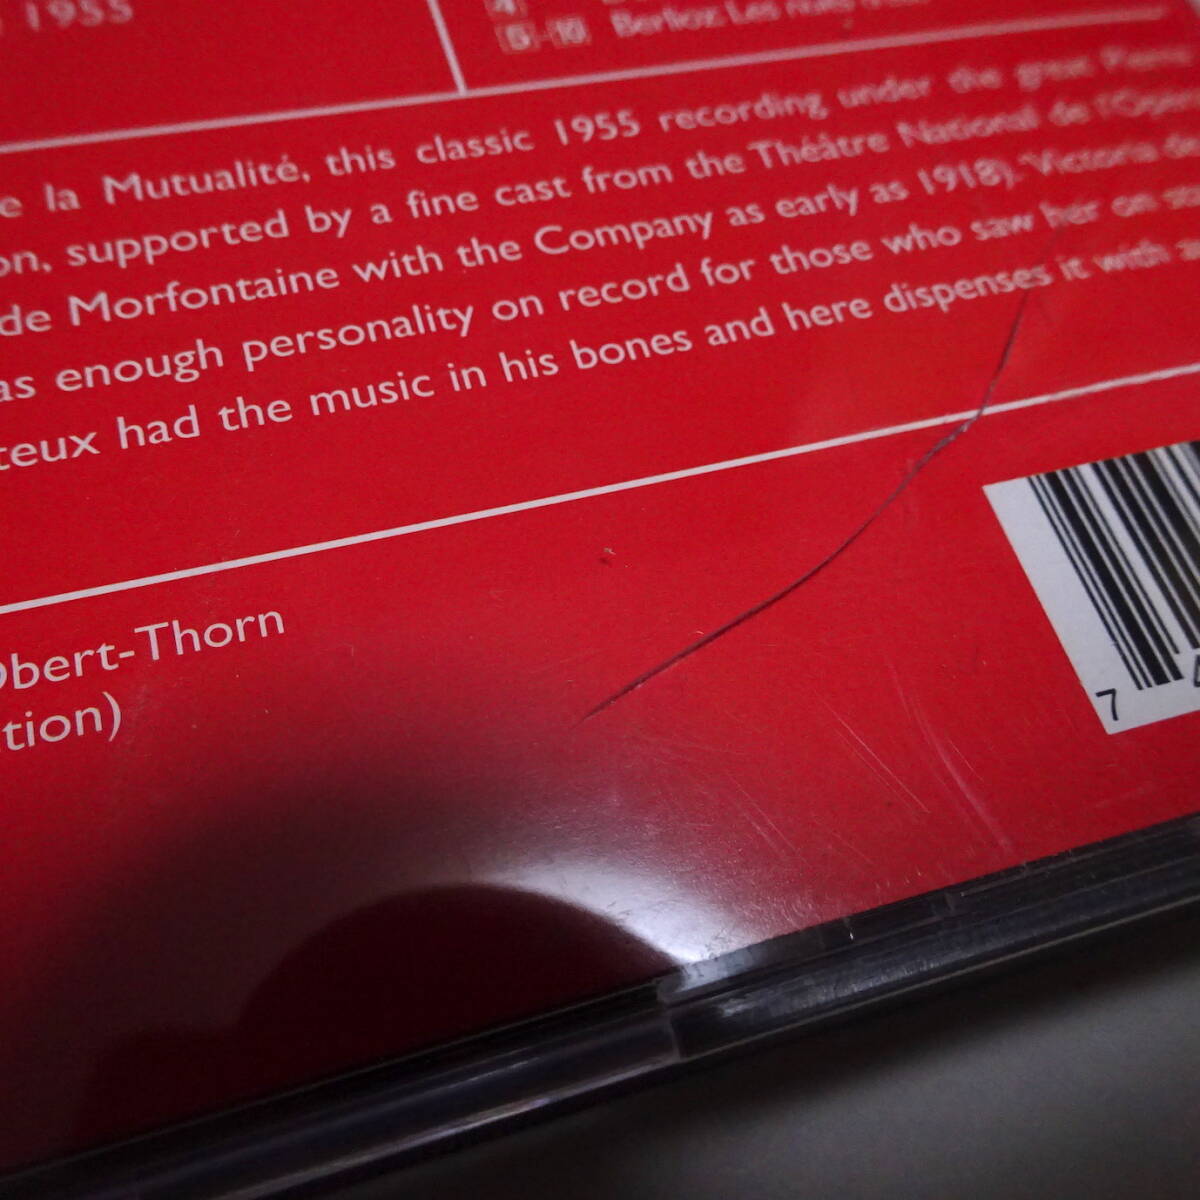 1955
4
5-10 Berlioz: Les nuits
e la Mutualité, this classic 1955 recording under the great Pierre
on, supported by a fine cast from the Théâtre National de l'Opéra
de Morfontaine with the Company as early as 1918). Victoria de
as enough personality on record for those who saw her on
teux had the music in his bones and here dispenses it with
Obert-Thorn
tion)
7